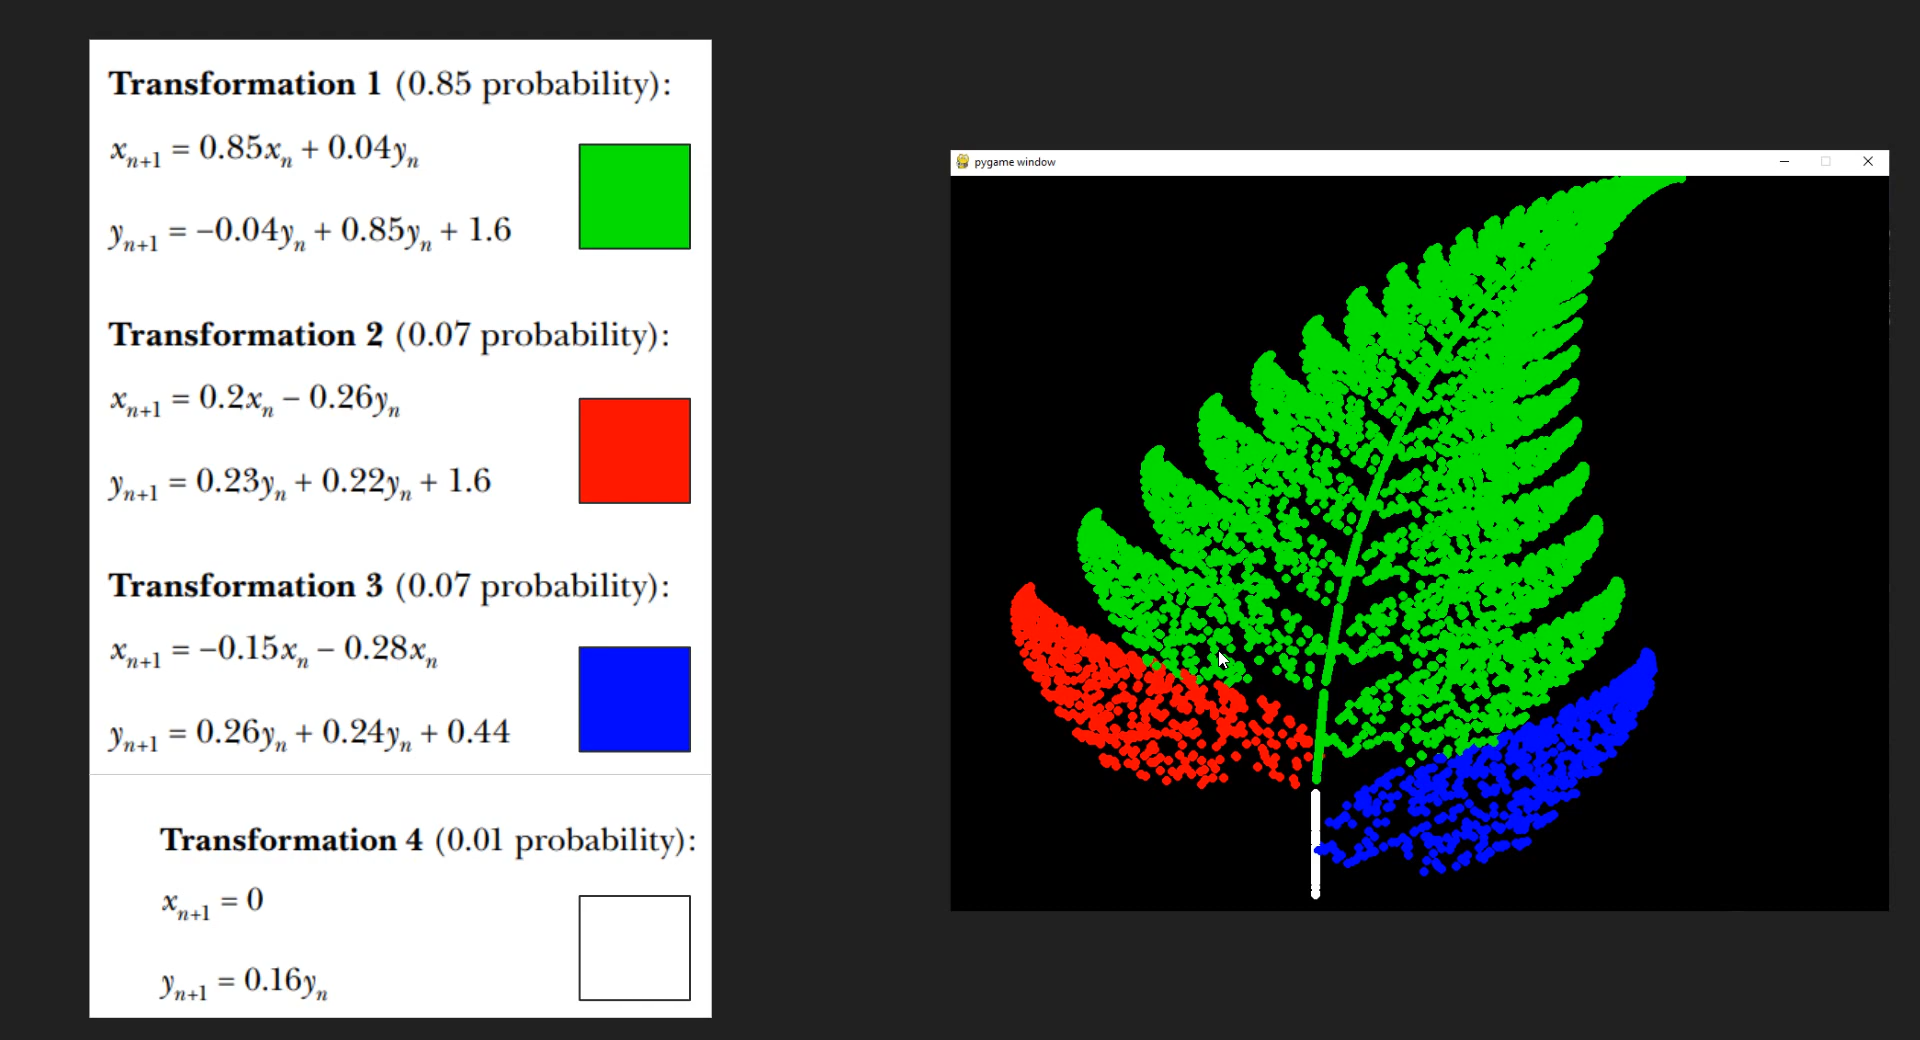 Transformation 1 (0.85 probability):
xₙ₊₁ = 0.85xₙ + 0.04yₙ
yₙ₊₁ = −0.04yₙ + 0.85yₙ + 1.6
Transformation 2 (0.07 probability):
xₙ₊₁ = 0.2xₙ − 0.26yₙ
yₙ₊₁ = 0.23yₙ + 0.22yₙ + 1.6
Transformation 3 (0.07 probability):
xₙ₊₁ = −0.15xₙ − 0.28xₙ
yₙ₊₁ = 0.26yₙ + 0.24yₙ + 0.44
Transformation 4 (0.01 probability):
xₙ₊₁ = 0
yₙ₊₁ = 0.16yₙ
pygame window